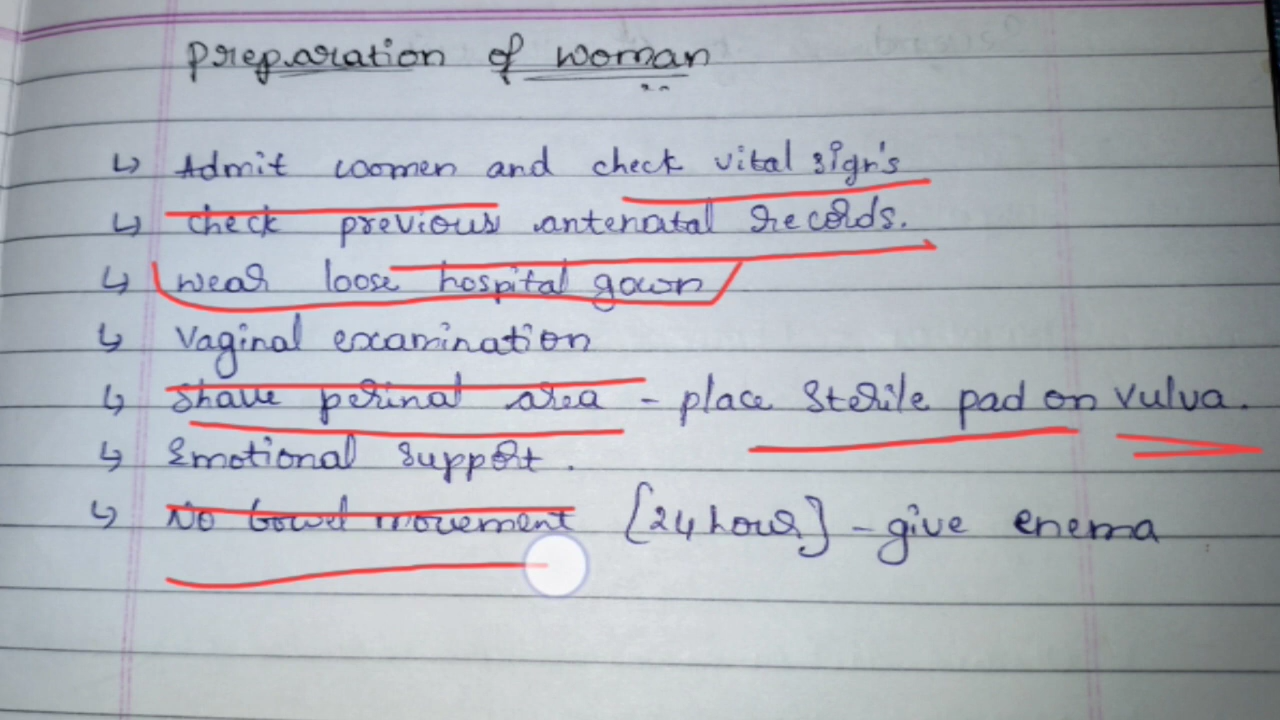 Preparation of woman
↳ Admit women and check vital sign's
↳ check previous antenatal records.
↳ wear loose hospital gown
↳ Vaginal examination
↳ Shave perinal area - place sterile pad on vulva.
↳ Emotional support.
↳ No bowel movement [24 hour] - give enema